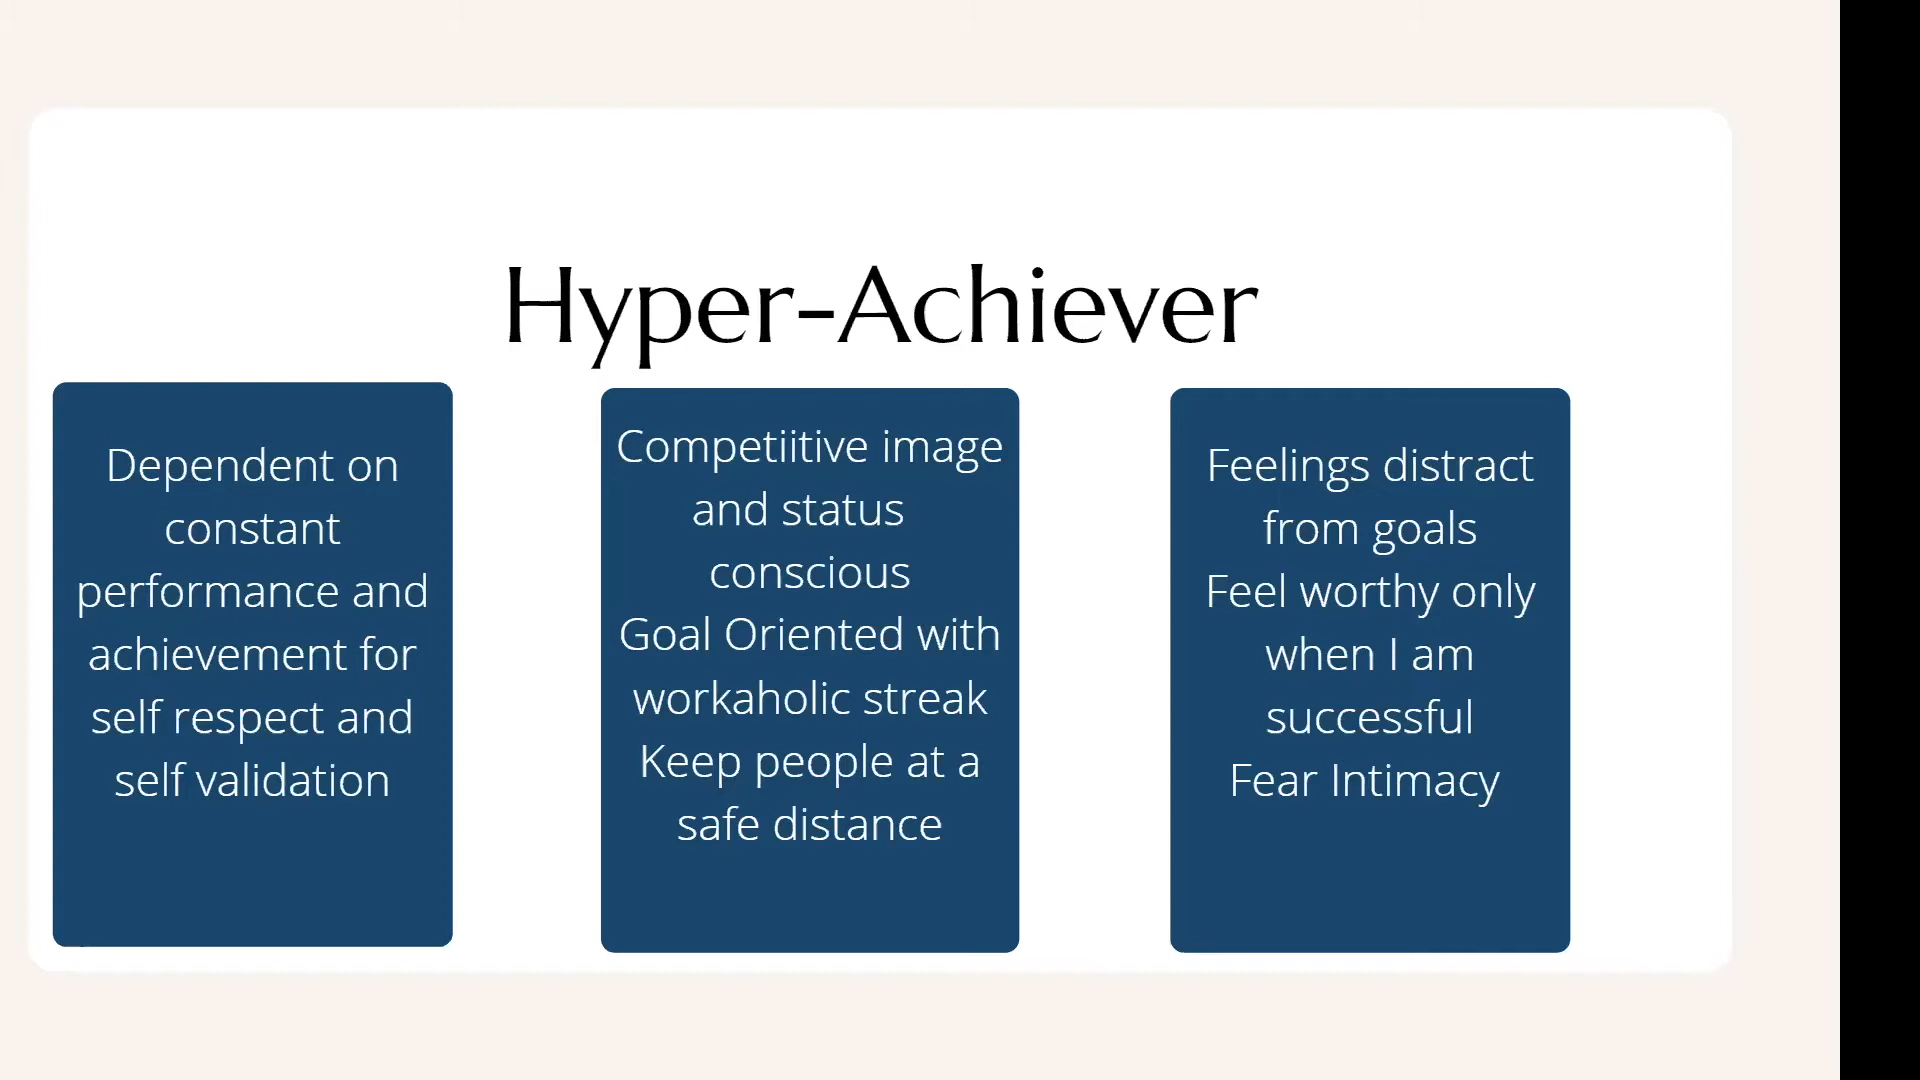 Hyper-Achiever
Dependent on
constant
performance and
achievement for
self respect and
self validation
Competiitive image
and status
conscious
Goal Oriented with
workaholic streak
Keep people at a
safe distance
Feelings distract
from goals
Feel worthy only
when I am
successful
Fear Intimacy